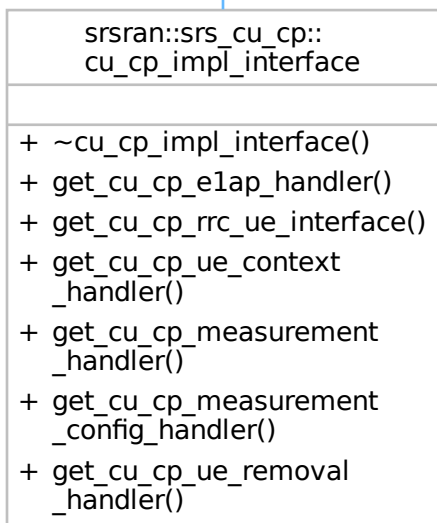 srsran::srs_cu_cp::
cu_cp_impl_interface
+ ~cu_cp_impl_interface()
+ get_cu_cp_e1ap_handler()
+ get_cu_cp_rrc_ue_interface()
+ get_cu_cp_ue_context
_handler()
+ get_cu_cp_measurement
_handler()
+ get_cu_cp_measurement
_config_handler()
+ get_cu_cp_ue_removal
_handler()